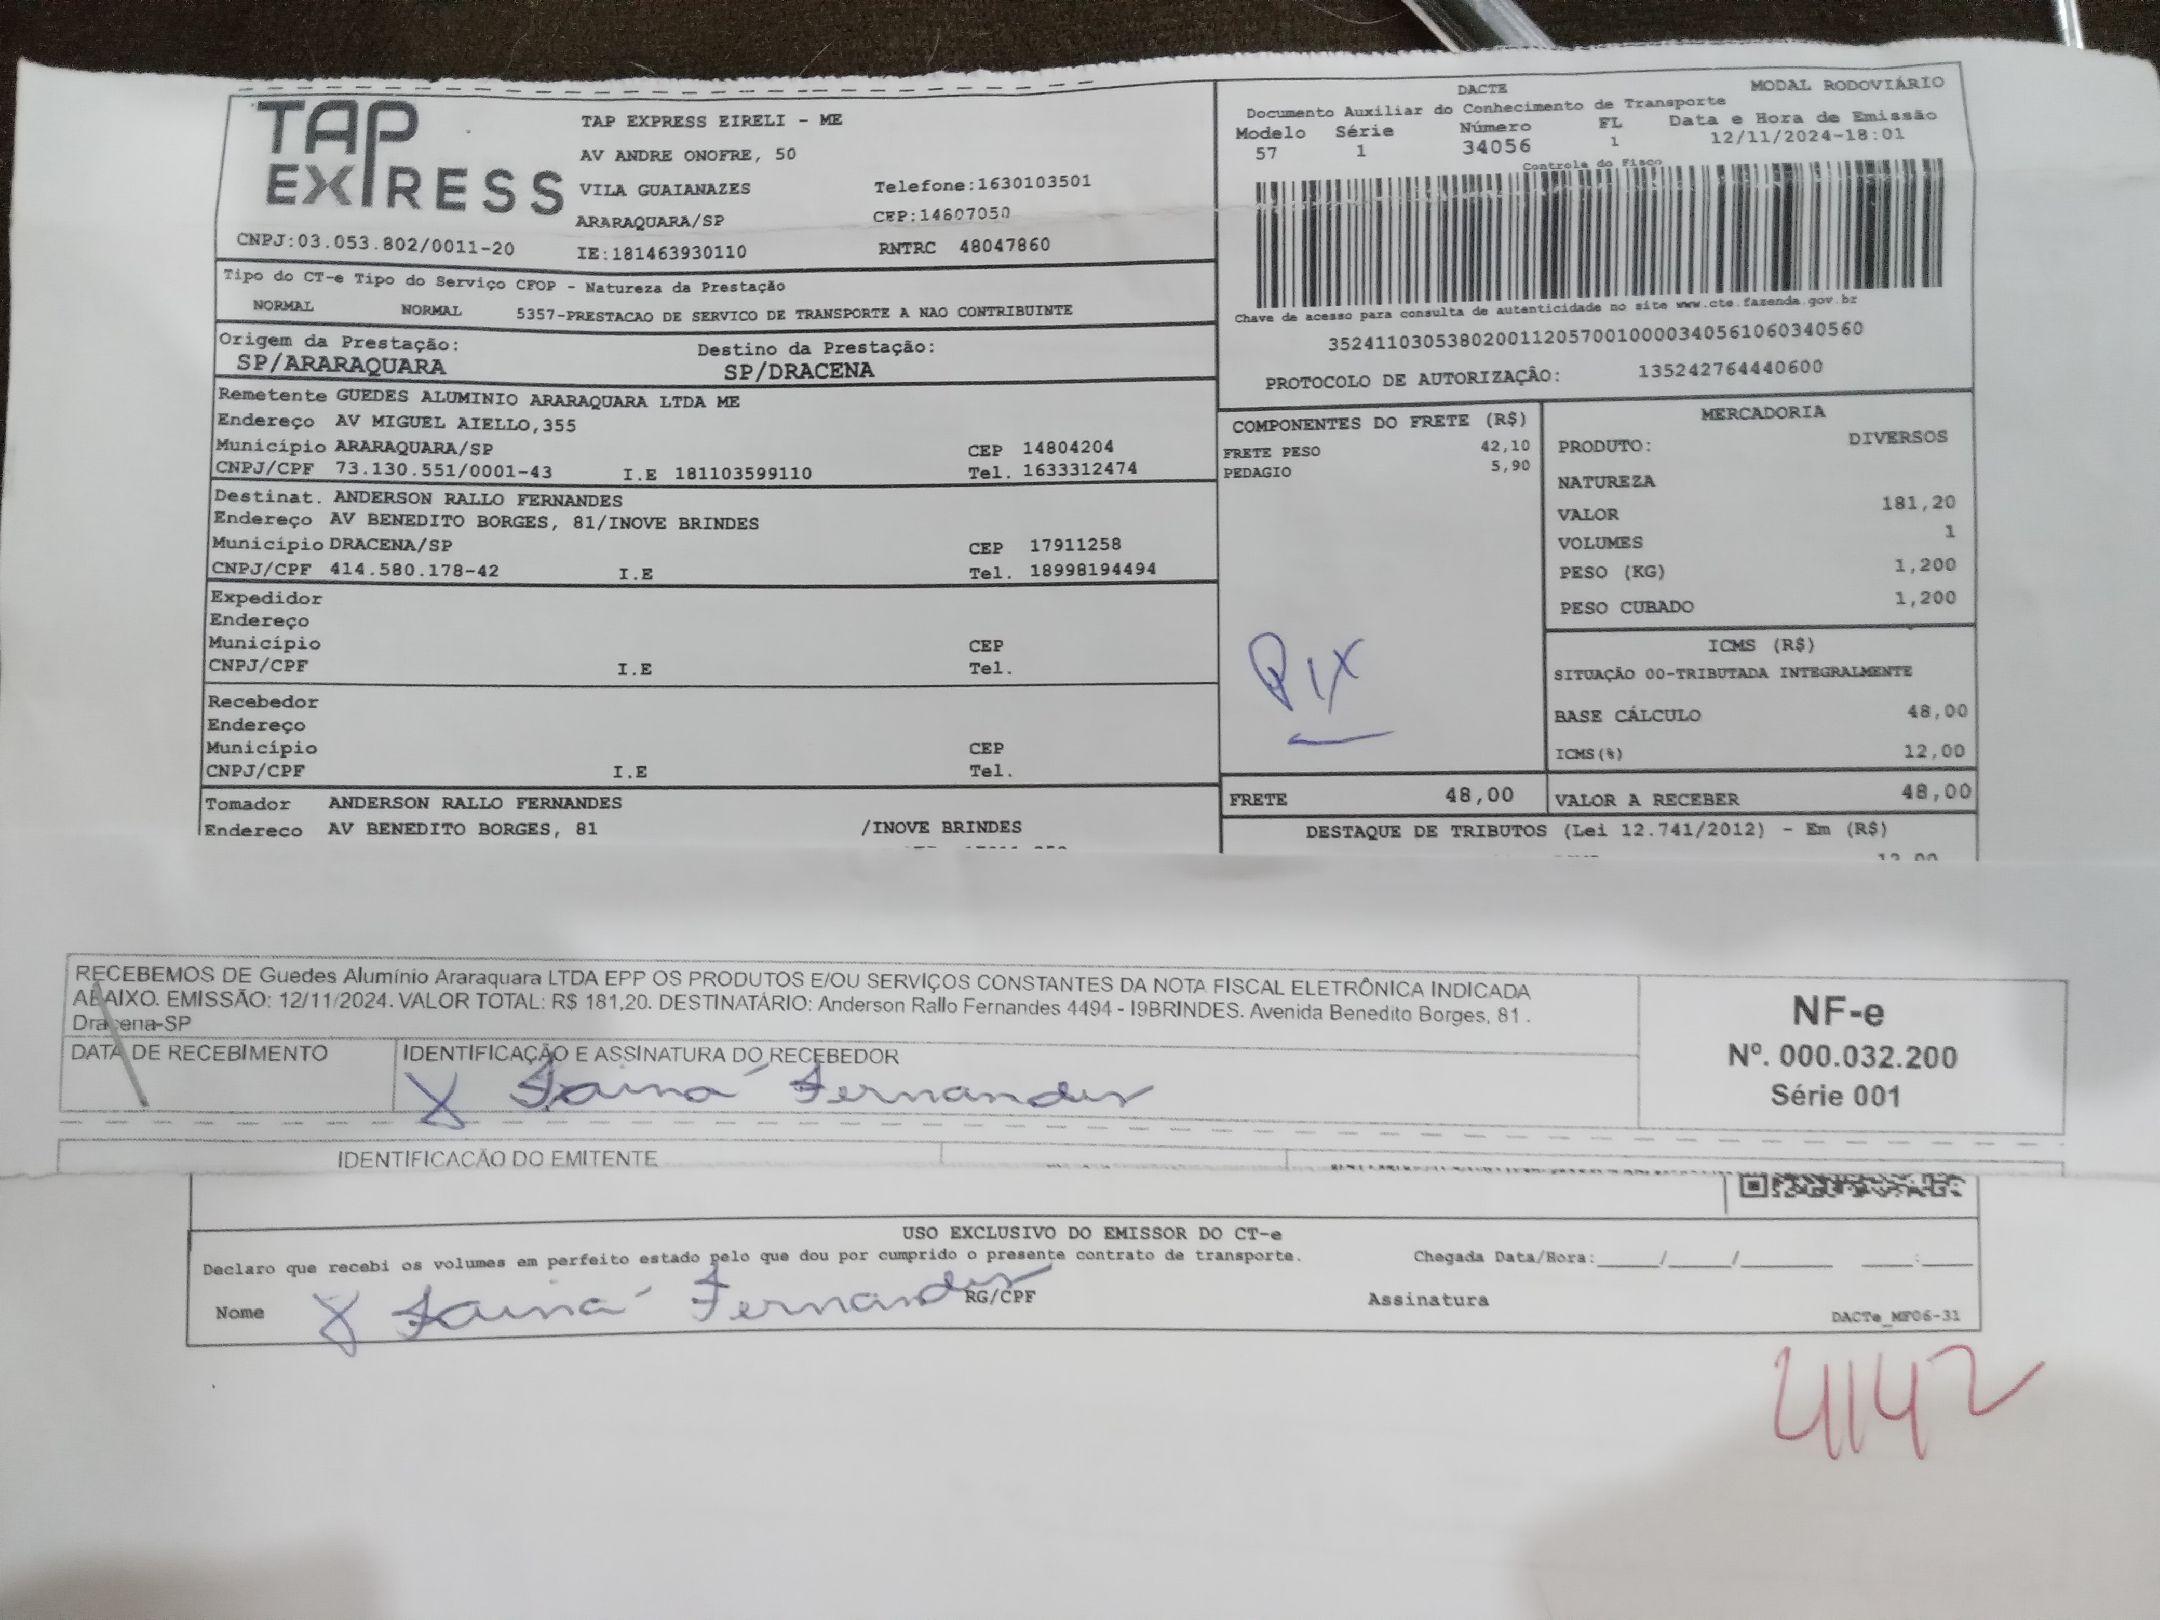 TAP EXPRESS
TAP EXPRESS EIRELI - ME
AV ANDRE ONOFRE, 50
VILA GUAIANAZES Telefone:1630103501
ARARAQUARA/SP CEP:14807050
CNPJ:03.053.802/0011-20 IE:181463930110 RNTRC 48047860
DACTE MODAL RODOVIÁRIO
Documento Auxiliar do Conhecimento de Transporte
Modelo Série Número FL Data e Hora de Emissão
57 1 34056 1 12/11/2024-18:01
Controle do Fisco
Chave de acesso para consulta de autenticidade no site www.cte.fazenda.gov.br
35241103053802001120570010000340561060340560
PROTOCOLO DE AUTORIZAÇÃO: 135242764440600
Tipo do CT-e Tipo do Serviço CFOP - Natureza da Prestação
NORMAL NORMAL 5357-PRESTACAO DE SERVICO DE TRANSPORTE A NAO CONTRIBUINTE
Origem da Prestação: Destino da Prestação:
SP/ARARAQUARA SP/DRACENA
Remetente GUEDES ALUMINIO ARARAQUARA LTDA ME
Endereço AV MIGUEL AIELLO,355
Município ARARAQUARA/SP CEP 14804204
CNPJ/CPF 73.130.551/0001-43 I.E 181103599110 Tel. 1633312474
Destinat. ANDERSON RALLO FERNANDES
Endereço AV BENEDITO BORGES, 81/INOVE BRINDES
Município DRACENA/SP CEP 17911258
CNPJ/CPF 414.580.178-42 I.E Tel. 18998194494
Expedidor
Endereço
Município CEP
CNPJ/CPF I.E Tel.
Recebedor
Endereço
Município CEP
CNPJ/CPF I.E Tel.
Tomador ANDERSON RALLO FERNANDES
Endereco AV BENEDITO BORGES, 81 /INOVE BRINDES
COMPONENTES DO FRETE (R$)
FRETE PESO 42,10
PEDAGIO 5,90
PIX
FRETE 48,00
MERCADORIA
PRODUTO: DIVERSOS
NATUREZA
VALOR 181,20
VOLUMES 1
PESO (KG) 1,200
PESO CUBADO 1,200
ICMS (R$)
SITUAÇÃO 00-TRIBUTADA INTEGRALMENTE
BASE CÁLCULO 48,00
ICMS(%) 12,00
VALOR A RECEBER 48,00
DESTAQUE DE TRIBUTOS (Lei 12.741/2012) - Em (R$)
RECEBEMOS DE Guedes Alumínio Araraquara LTDA EPP OS PRODUTOS E/OU SERVIÇOS CONSTANTES DA NOTA FISCAL ELETRÔNICA INDICADA
ABAIXO. EMISSÃO: 12/11/2024. VALOR TOTAL: R$ 181,20. DESTINATÁRIO: Anderson Rallo Fernandes 4494 - I9BRINDES. Avenida Benedito Borges, 81 .
Dracena-SP
DATA DE RECEBIMENTO IDENTIFICAÇÃO E ASSINATURA DO RECEBEDOR
X Tainá Fernandes
NF-e
Nº. 000.032.200
Série 001
IDENTIFICAÇÃO DO EMITENTE
USO EXCLUSIVO DO EMISSOR DO CT-e
Declaro que recebi os volumes em perfeito estado pelo que dou por cumprido o presente contrato de transporte. Chegada Data/Hora:____/____/______ ___:___
Nome X Tainá Fernandes RG/CPF Assinatura
DACTe_MF06-31
4142